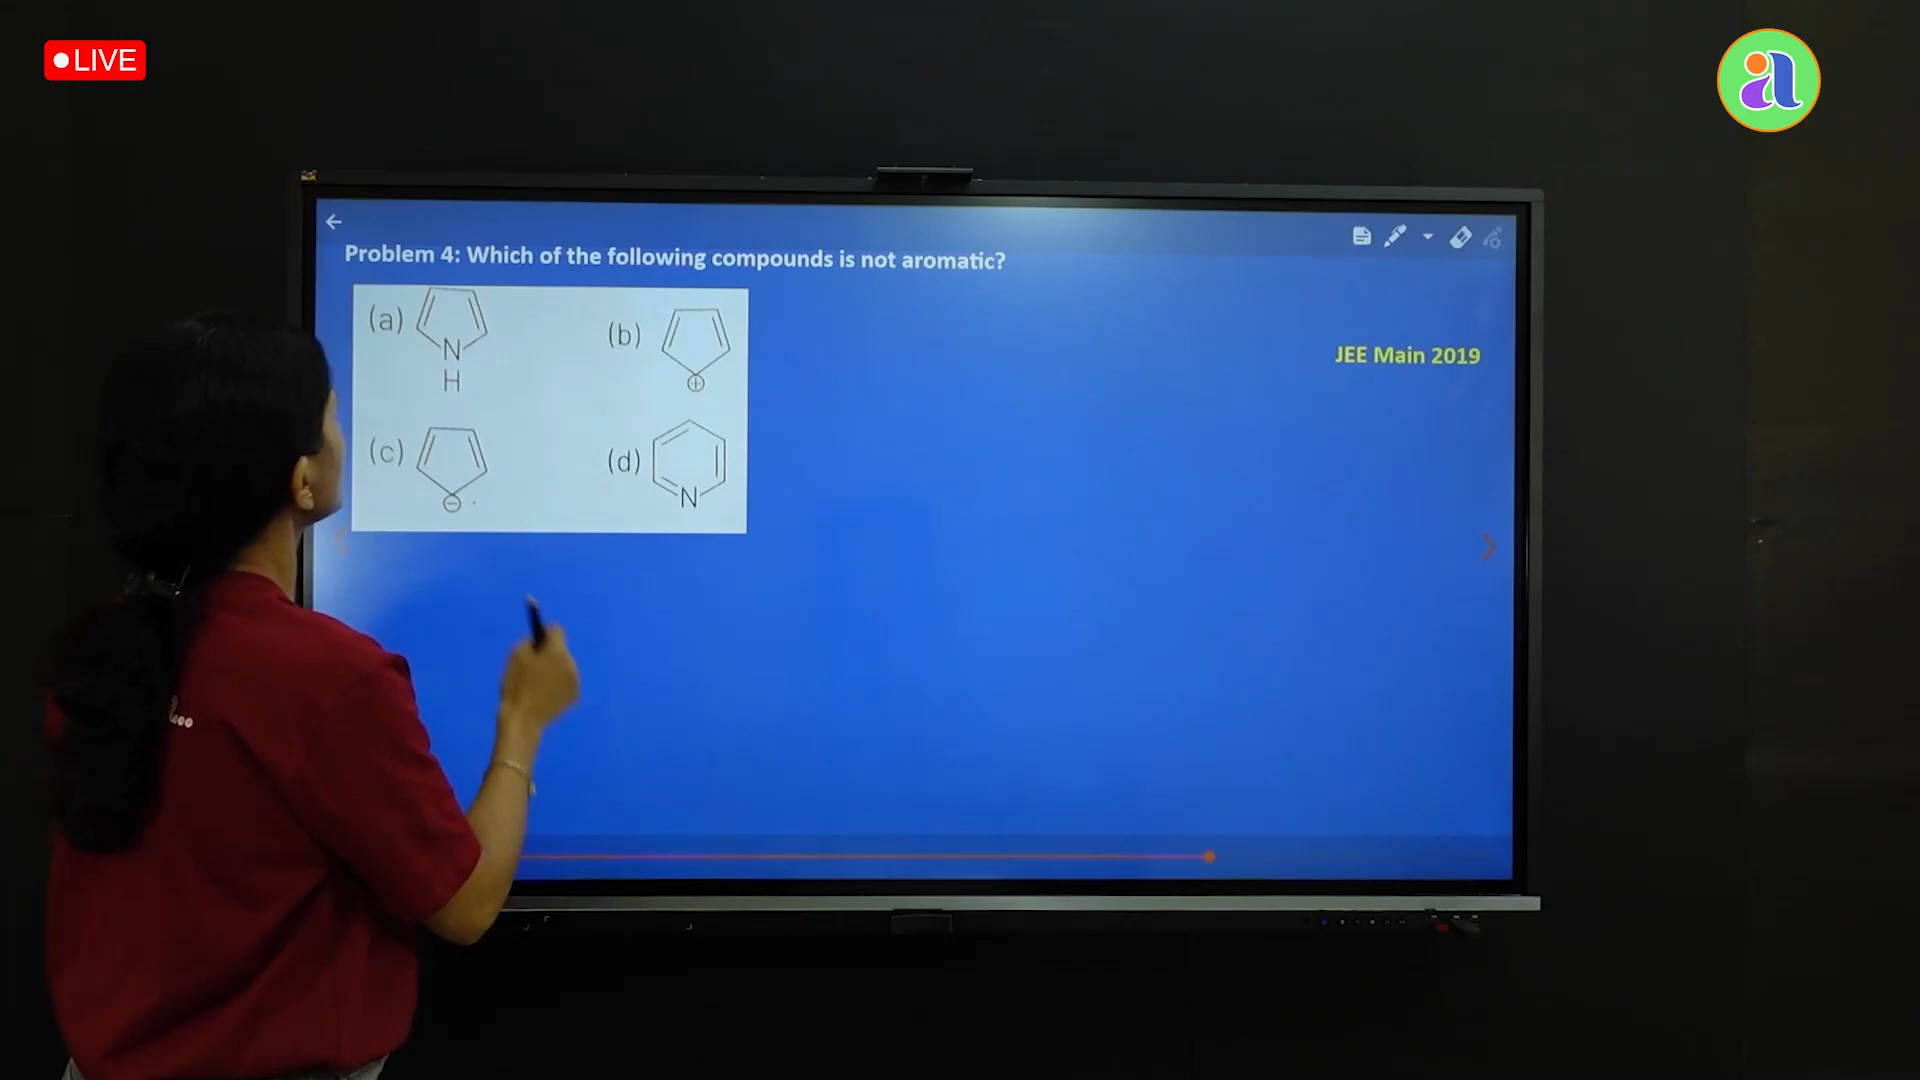 LIVE
a
Problem 4: Which of the following compounds is not aromatic?
(a)
N
H
(b)
JEE Main 2019
(c)
(d)
N